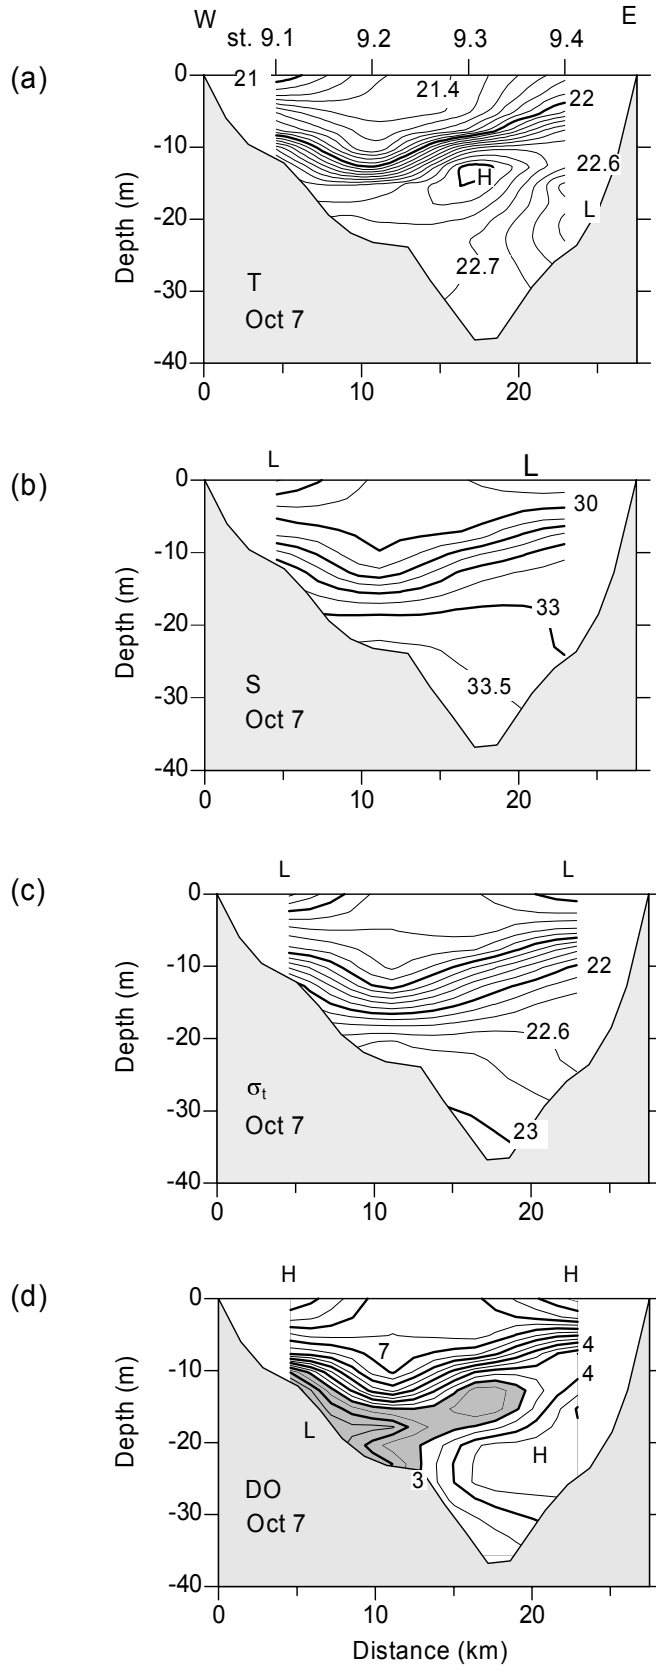 W E
st. 9.1 9.2 9.3 9.4
(a)
0
21
21.4
22
-10
22.6
H
Depth (m)
-20
L
22.7
T
-30
Oct 7
-40
0 10 20
L L
(b)
0
30
-10
Depth (m)
33
-20
33.5
S
-30
Oct 7
-40
0 10 20
L L
(c)
0
-10
22
Depth (m)
22.6
-20
σt
-30
Oct 7
23
-40
0 10 20
H H
(d)
0
7
4
-10
4
Depth (m)
L
-20
H
3
DO
-30
Oct 7
-40
0 10 20
Distance (km)